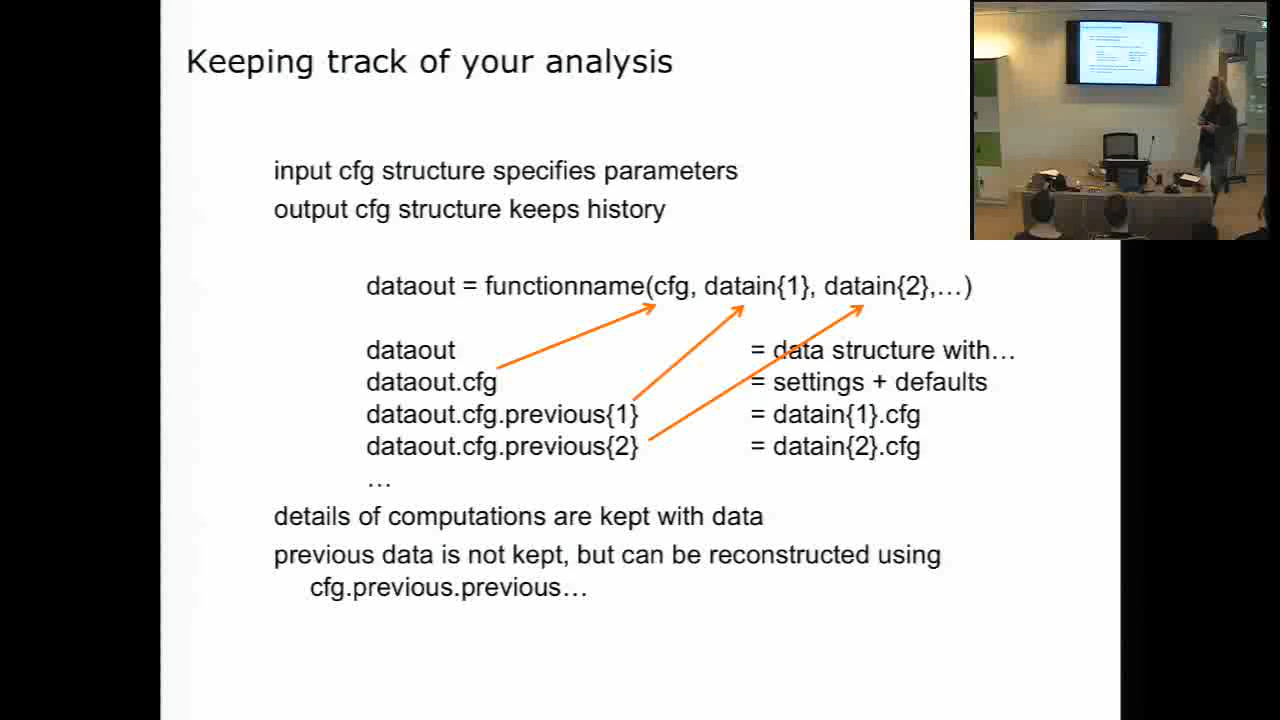 Keeping track of your analysis
input cfg structure specifies parameters
output cfg structure keeps history
dataout = functionname(cfg, datain{1}, datain{2},…)
dataout = data structure with…
dataout.cfg = settings + defaults
dataout.cfg.previous{1} = datain{1}.cfg
dataout.cfg.previous{2} = datain{2}.cfg
…
details of computations are kept with data
previous data is not kept, but can be reconstructed using
cfg.previous.previous…